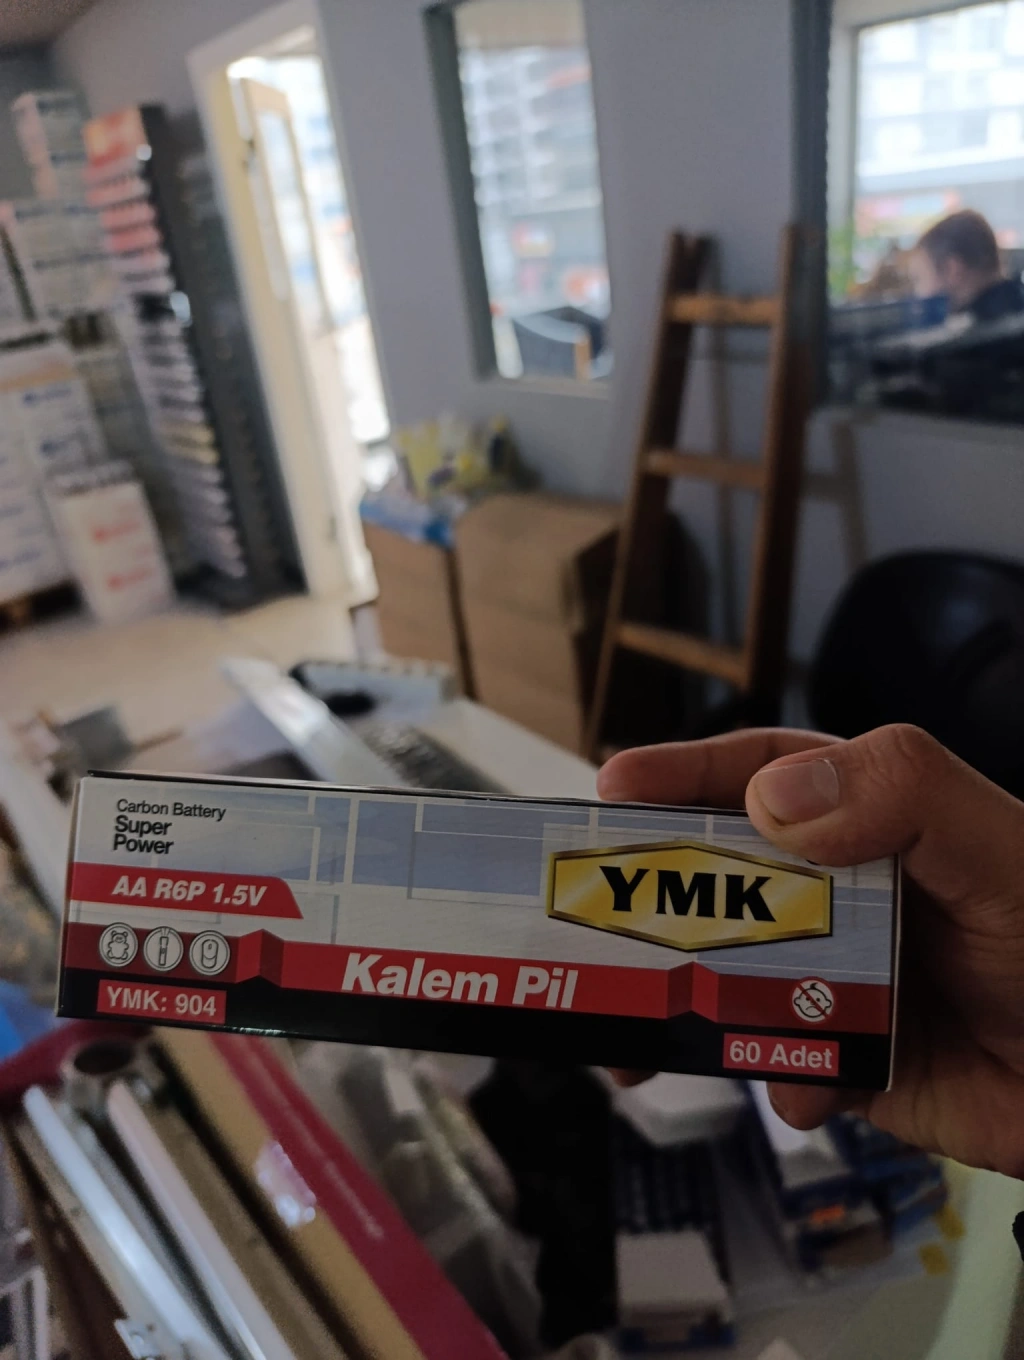 Carbon Battery
Super
Power
AA R6P 1.5V
YMK
Kalem Pil
YMK: 904
60 Adet